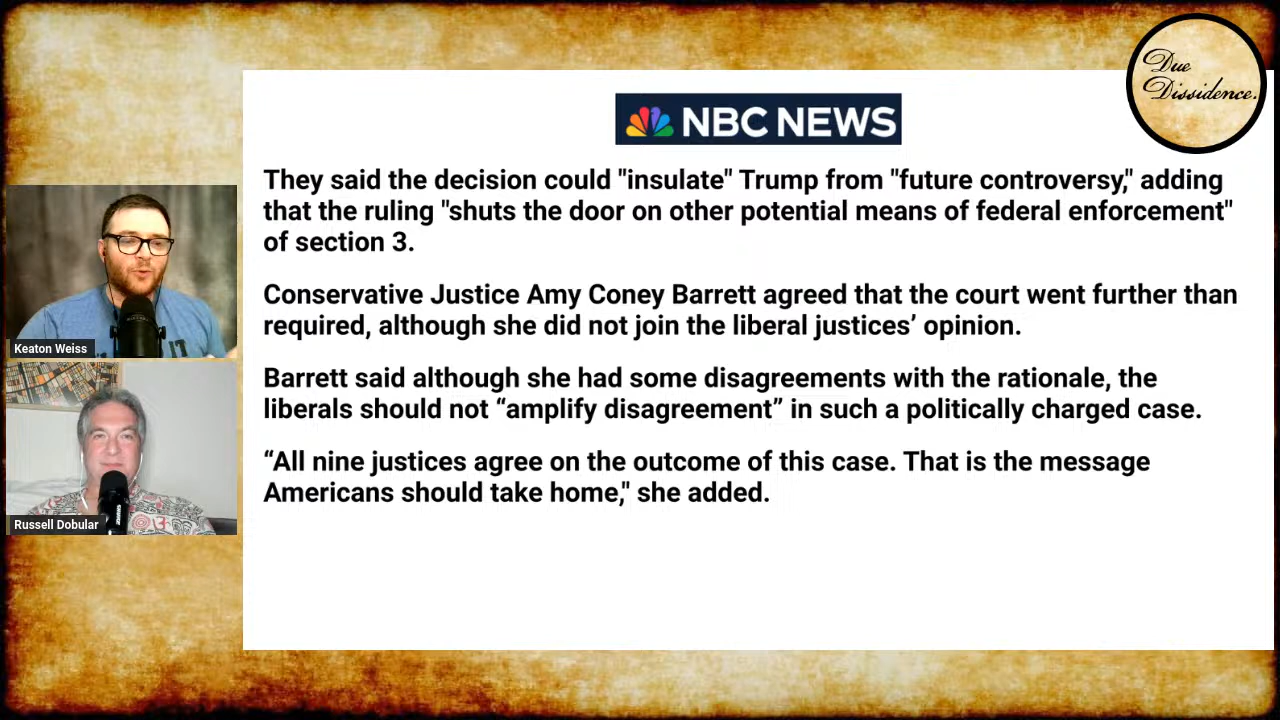 Due
Dissidence.
NBC NEWS
They said the decision could "insulate" Trump from "future controversy," adding
that the ruling "shuts the door on other potential means of federal enforcement"
of section 3.
Conservative Justice Amy Coney Barrett agreed that the court went further than
required, although she did not join the liberal justices’ opinion.
Barrett said although she had some disagreements with the rationale, the
liberals should not “amplify disagreement” in such a politically charged case.
“All nine justices agree on the outcome of this case. That is the message
Americans should take home," she added.
Keaton Weiss
Russell Dobular